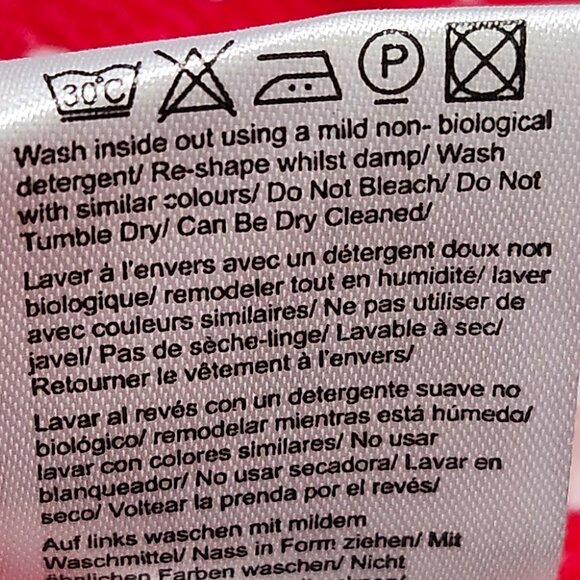 30°C P
Wash inside out using a mild non- biological
detergent/ Re-shape whilst damp/ Wash
with similar colours/ Do Not Bleach/ Do Not
Tumble Dry/ Can Be Dry Cleaned/
Laver à l'envers avec un détergent doux non
biologique/ remodeler tout en humidité/ laver
avec couleurs similaires/ Ne pas utiliser de
javel/ Pas de sèche-linge/ Lavable à sec/
Retourner le vêtement à l'envers/
Lavar al revés con un detergente suave no
biológico/ remodelar mientras está húmedo/
lavar con colores similares/ No usar
blanqueador/ No usar secadora/ Lavar en
seco/ Voltear la prenda por el revés/
Auf links waschen mit mildem
Waschmittel/ Nass in Form ziehen/ Mit
ähnlichen Farben waschen/ Nicht